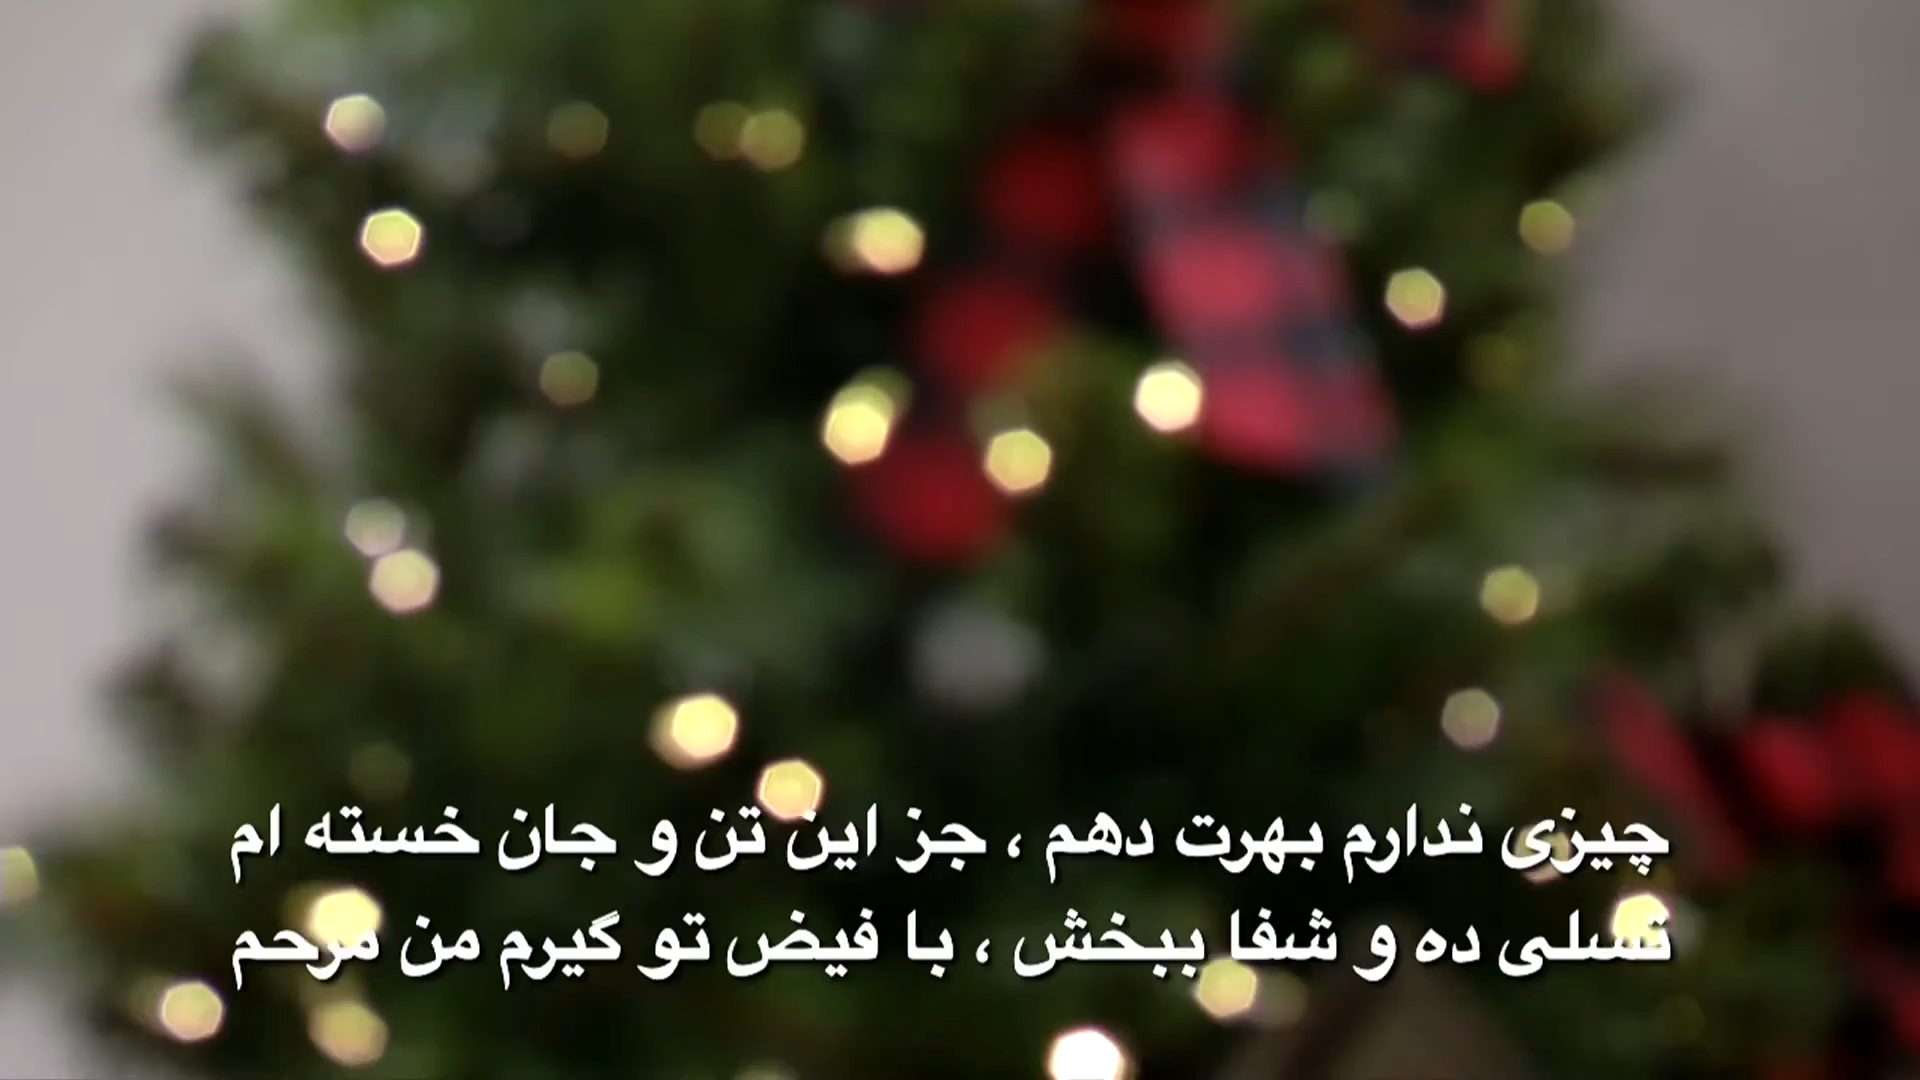 چیزی ندارم بهرت دهم ، جز این تن و جان خسته ام
تسلی ده و شفا ببخش ، با فیض تو گیرم من مرحم